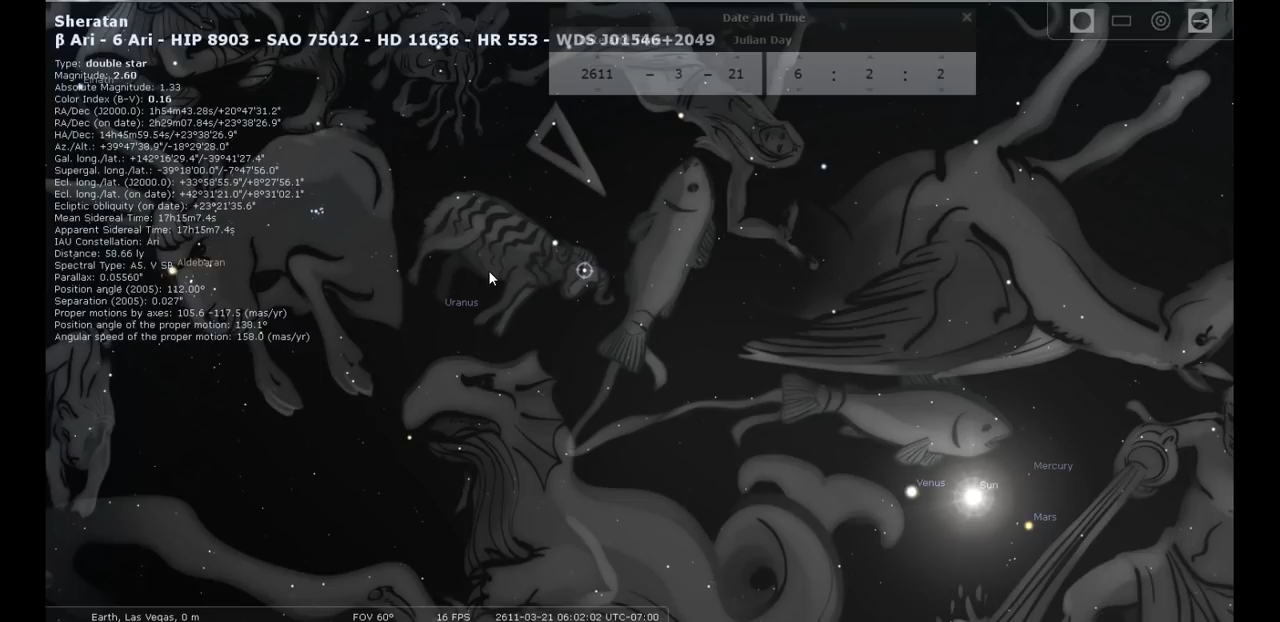 Sheratan
β Ari - 6 Ari - HIP 8903 - SAO 75012 - HD 11636 - HR 553 - WDS J01546+2049
Type: double star
Magnitude: 2.60
Absolute Magnitude: 1.33
Color Index (B-V): 0.16
RA/Dec (J2000.0): 1h54m43.28s/+20°47'31.2"
RA/Dec (on date): 2h29m07.84s/+23°38'26.9"
HA/Dec: 14h45m59.54s/+23°38'26.9"
Az./Alt.: +39°47'38.9"/-18°29'28.0"
Gal. long./lat.: +142°16'29.4"/-39°41'27.4"
Supergal. long./lat.: -39°18'00.0"/-7°47'56.0"
Ecl. long./lat. (J2000.0): +33°58'55.9"/+8°27'56.1"
Ecl. long./lat. (on date): +42°31'21.0"/+8°31'02.1"
Ecliptic obliquity (on date): +23°21'35.6"
Mean Sidereal Time: 17h15m7.4s
Apparent Sidereal Time: 17h15m7.4s
IAU Constellation: Ari
Distance: 58.66 ly
Spectral Type: A5. V SB
Parallax: 0.05560"
Position angle (2005): 112.00°
Separation (2005): 0.027"
Proper motions by axes: 105.6 -117.5 (mas/yr)
Position angle of the proper motion: 138.1°
Angular speed of the proper motion: 158.0 (mas/yr)
Date and Time
Julian Day
2611 - 3 - 21 6 : 2 : 2
Aldebaran
Uranus
Mercury
Venus
Sun
Mars
Earth, Las Vegas, 0 m FOV 60° 16 FPS 2611-03-21 06:02:02 UTC-07:00